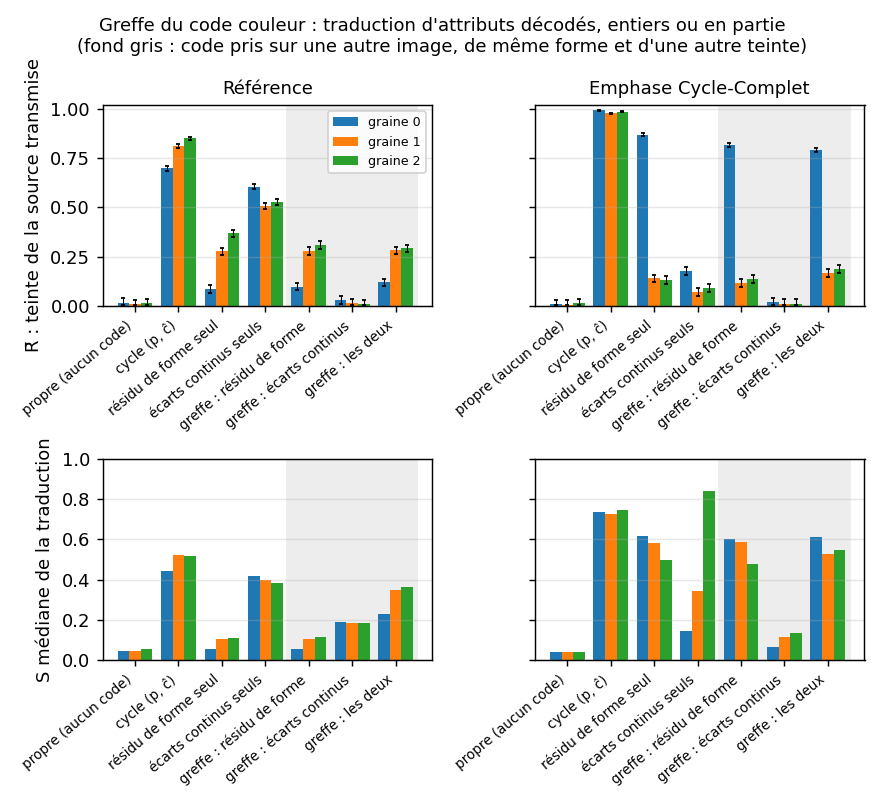 Greffe du code couleur : traduction d'attributs décodés, entiers ou en partie
(fond gris : code pris sur une autre image, de même forme et d'une autre teinte)
Référence
Emphase Cycle-Complet
R : teinte de la source transmise
1.00
0.75
0.50
0.25
0.00
graine 0
graine 1
graine 2
propre (aucun code)
cycle (p, ĉ)
résidu de forme seul
écarts continus seuls
greffe : résidu de forme
greffe : écarts continus
greffe : les deux
propre (aucun code)
cycle (p, ĉ)
résidu de forme seul
écarts continus seuls
greffe : résidu de forme
greffe : écarts continus
greffe : les deux
S médiane de la traduction
1.0
0.8
0.6
0.4
0.2
0.0
propre (aucun code)
cycle (p, ĉ)
résidu de forme seul
écarts continus seuls
greffe : résidu de forme
greffe : écarts continus
greffe : les deux
propre (aucun code)
cycle (p, ĉ)
résidu de forme seul
écarts continus seuls
greffe : résidu de forme
greffe : écarts continus
greffe : les deux